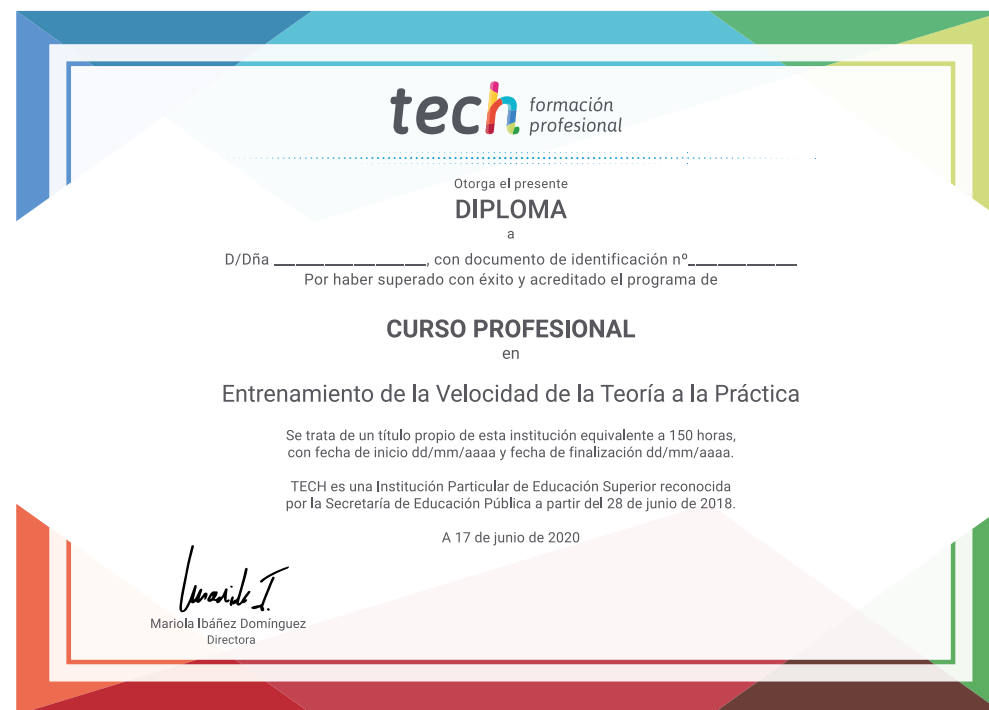 tech formación
profesional
Otorga el presente
DIPLOMA
a
D/Dña ______________, con documento de identificación nº__________
Por haber superado con éxito y acreditado el programa de
CURSO PROFESIONAL
en
Entrenamiento de la Velocidad de la Teoría a la Práctica
Se trata de un título propio de esta institución equivalente a 150 horas,
con fecha de inicio dd/mm/aaaa y fecha de finalización dd/mm/aaaa.
TECH es una Institución Particular de Educación Superior reconocida
por la Secretaría de Educación Pública a partir del 28 de junio de 2018.
A 17 de junio de 2020
Mariola I.
Mariola Ibáñez Domínguez
Directora